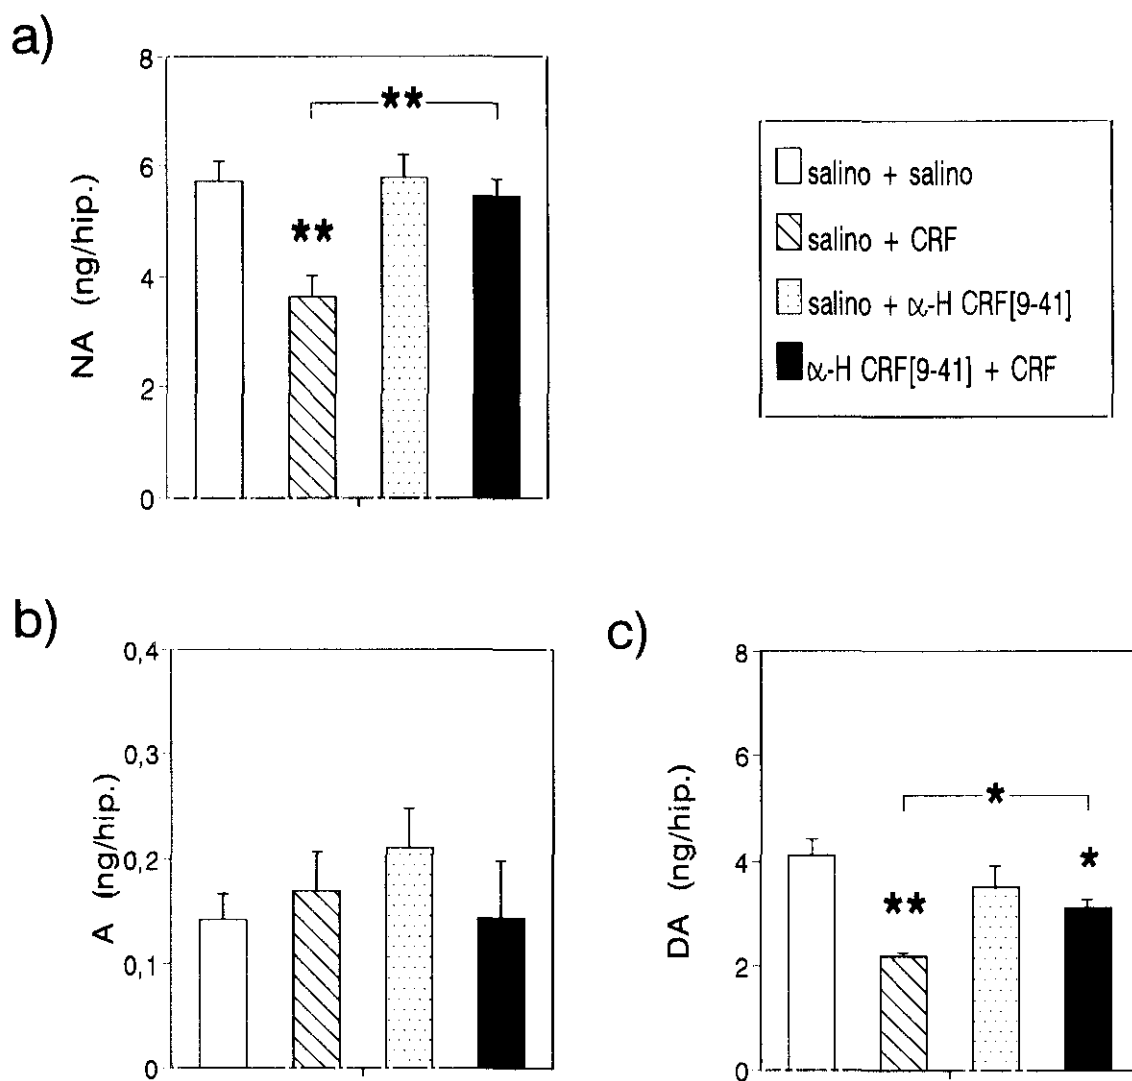 a)
8
6
4
2
0
NA (ng/hip.)
**
**
salino + salino
salino + CRF
salino + α-H CRF[9-41]
α-H CRF[9-41] + CRF
b)
0,4
0,3
0,2
0,1
0
A (ng/hip.)
c)
8
6
4
2
0
DA (ng/hip.)
*
*
**